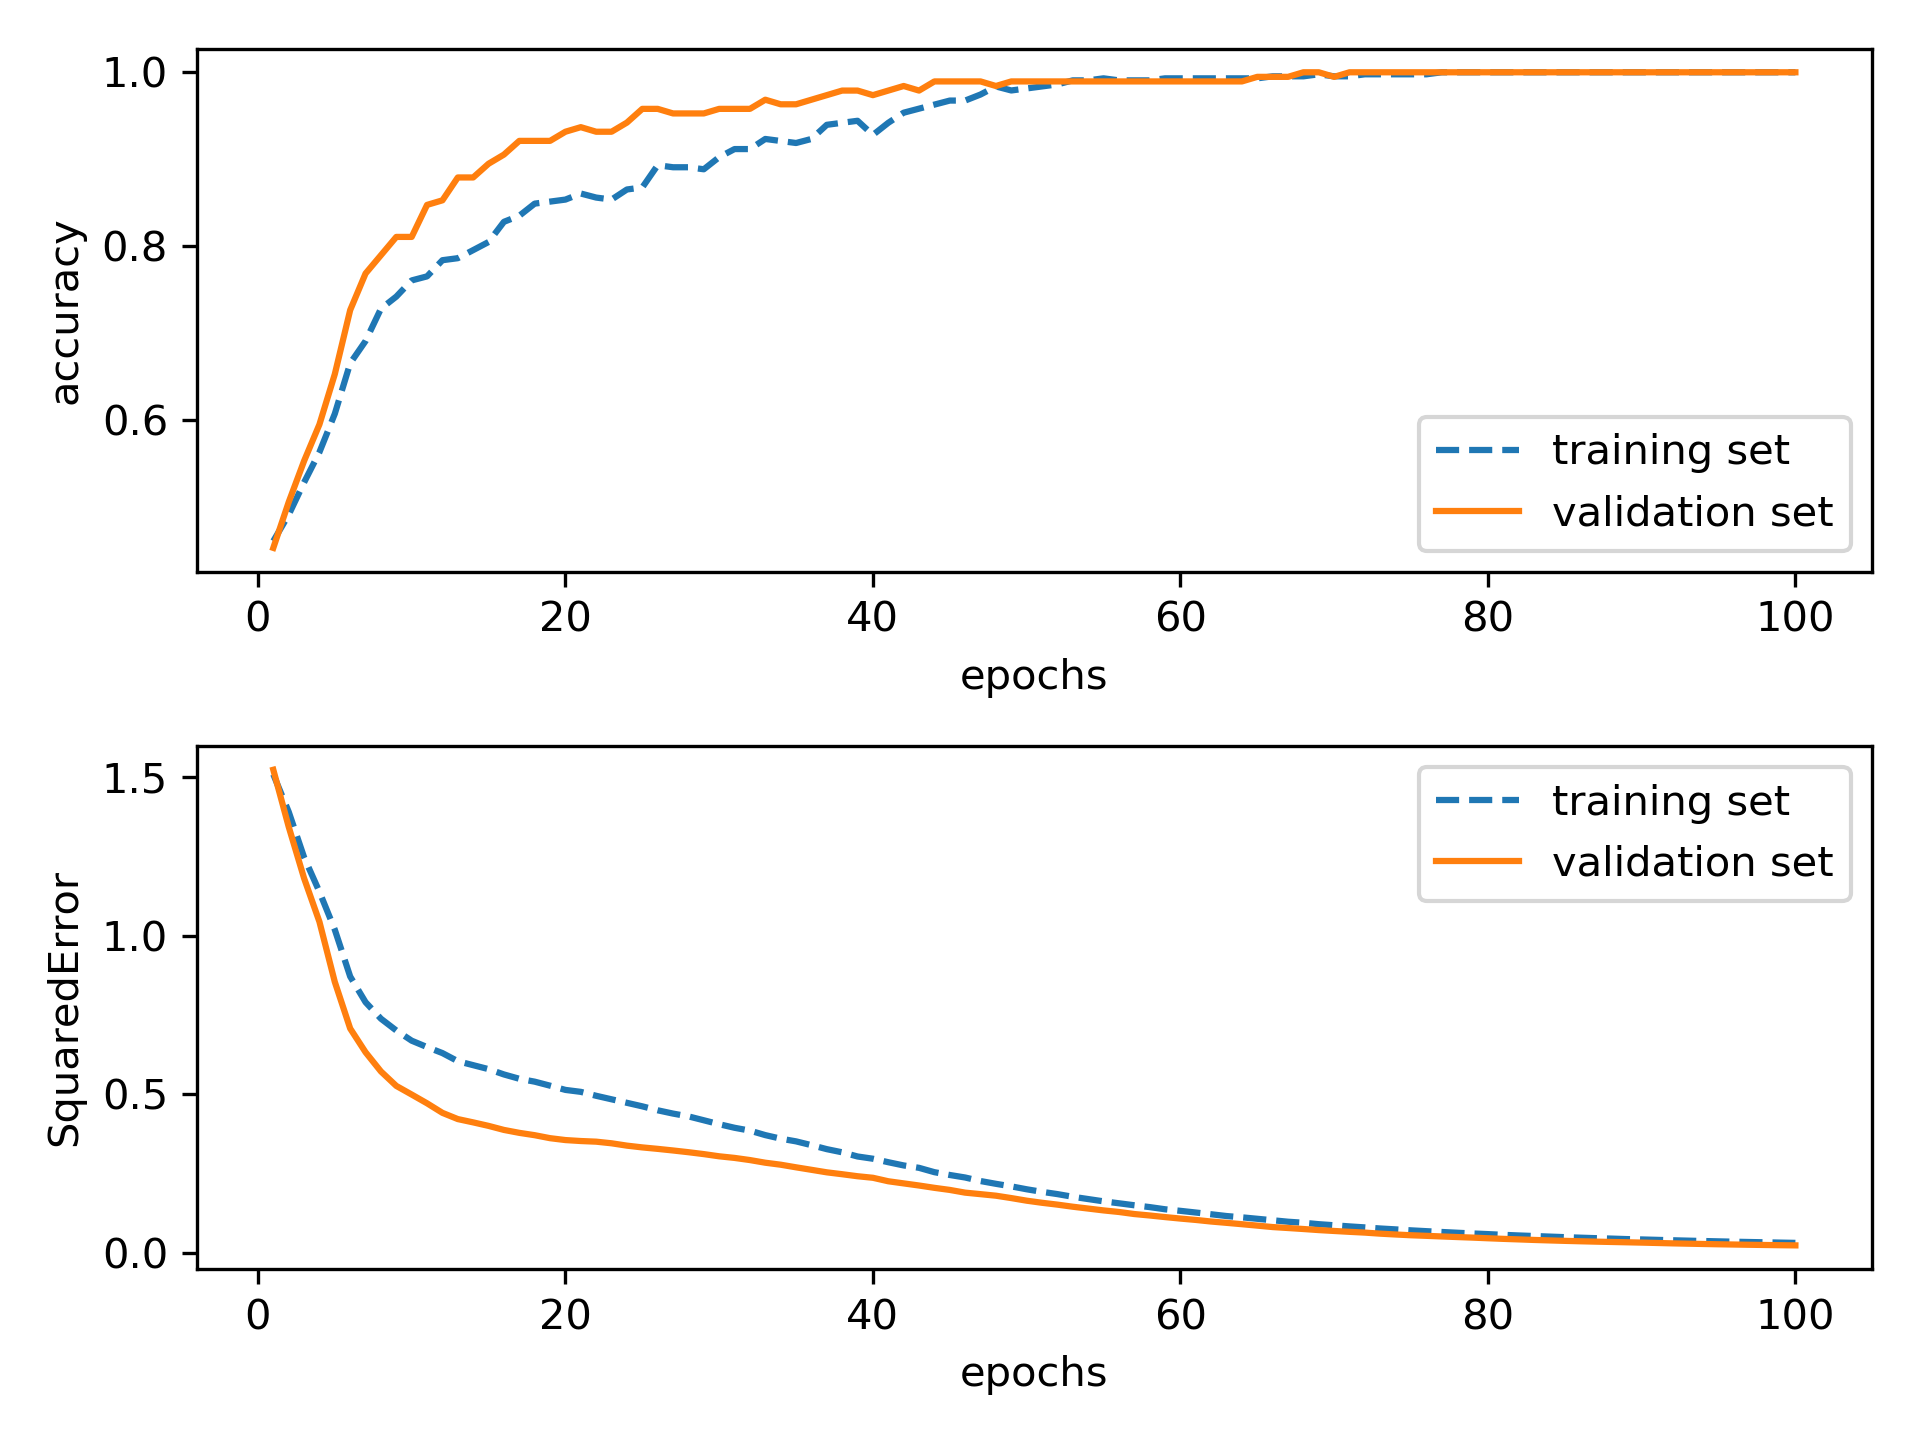 1.0
0.8
0.6
accuracy
training set
validation set
0 20 40 60 80 100
epochs
1.5
1.0
0.5
0.0
SquaredError
training set
validation set
0 20 40 60 80 100
epochs